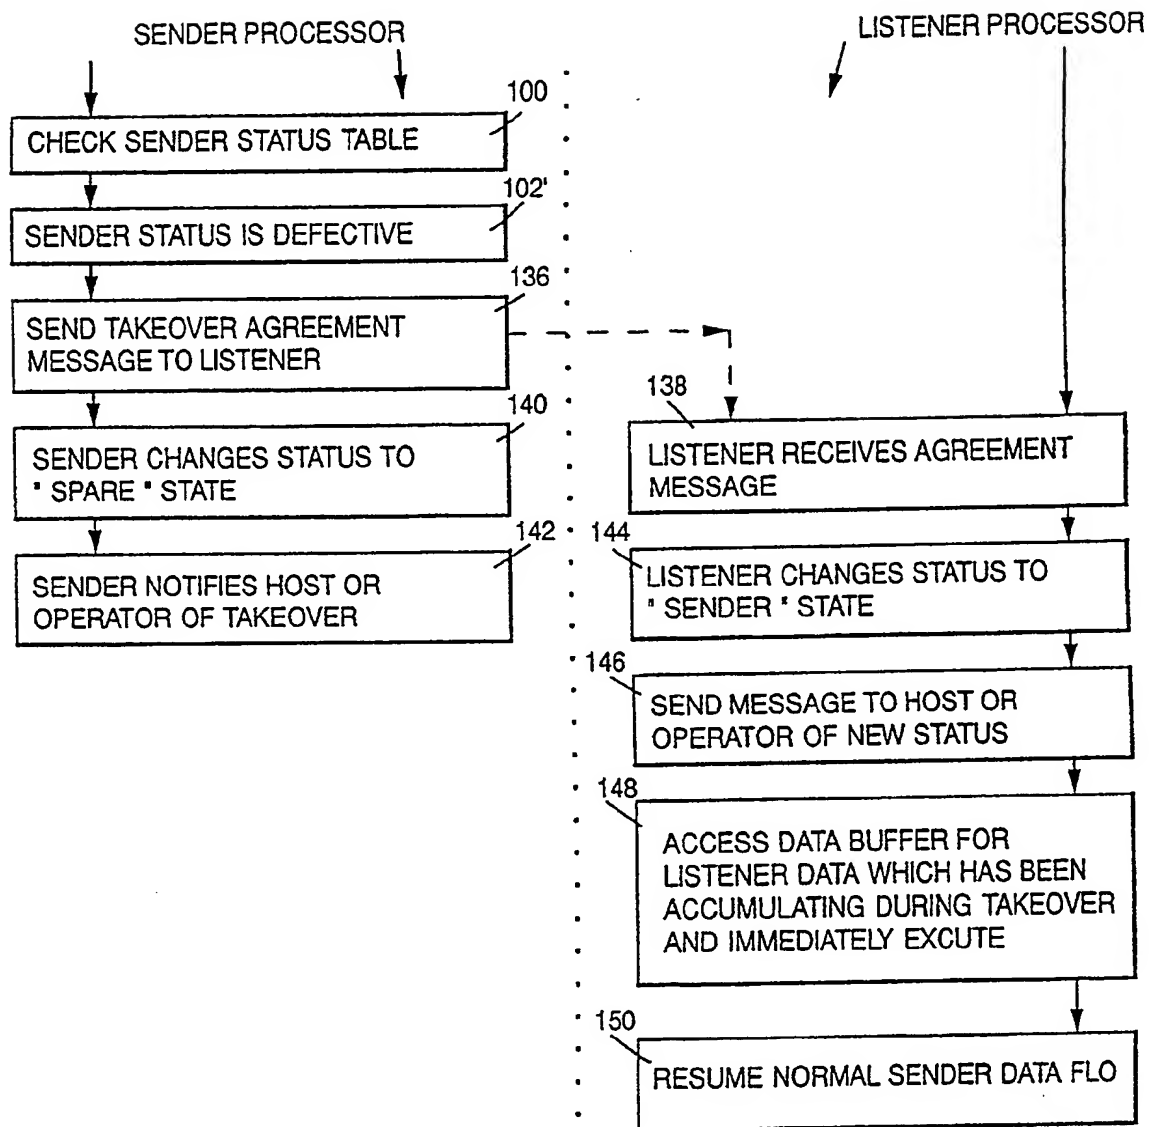 SENDER PROCESSOR
LISTENER PROCESSOR
100
CHECK SENDER STATUS TABLE
102'
SENDER STATUS IS DEFECTIVE
136
SEND TAKEOVER AGREEMENT
MESSAGE TO LISTENER
140
SENDER CHANGES STATUS TO
" SPARE " STATE
142
SENDER NOTIFIES HOST OR
OPERATOR OF TAKEOVER
138
LISTENER RECEIVES AGREEMENT
MESSAGE
144
LISTENER CHANGES STATUS TO
" SENDER " STATE
146
SEND MESSAGE TO HOST OR
OPERATOR OF NEW STATUS
148
ACCESS DATA BUFFER FOR
LISTENER DATA WHICH HAS BEEN
ACCUMULATING DURING TAKEOVER
AND IMMEDIATELY EXCUTE
150
RESUME NORMAL SENDER DATA FLO